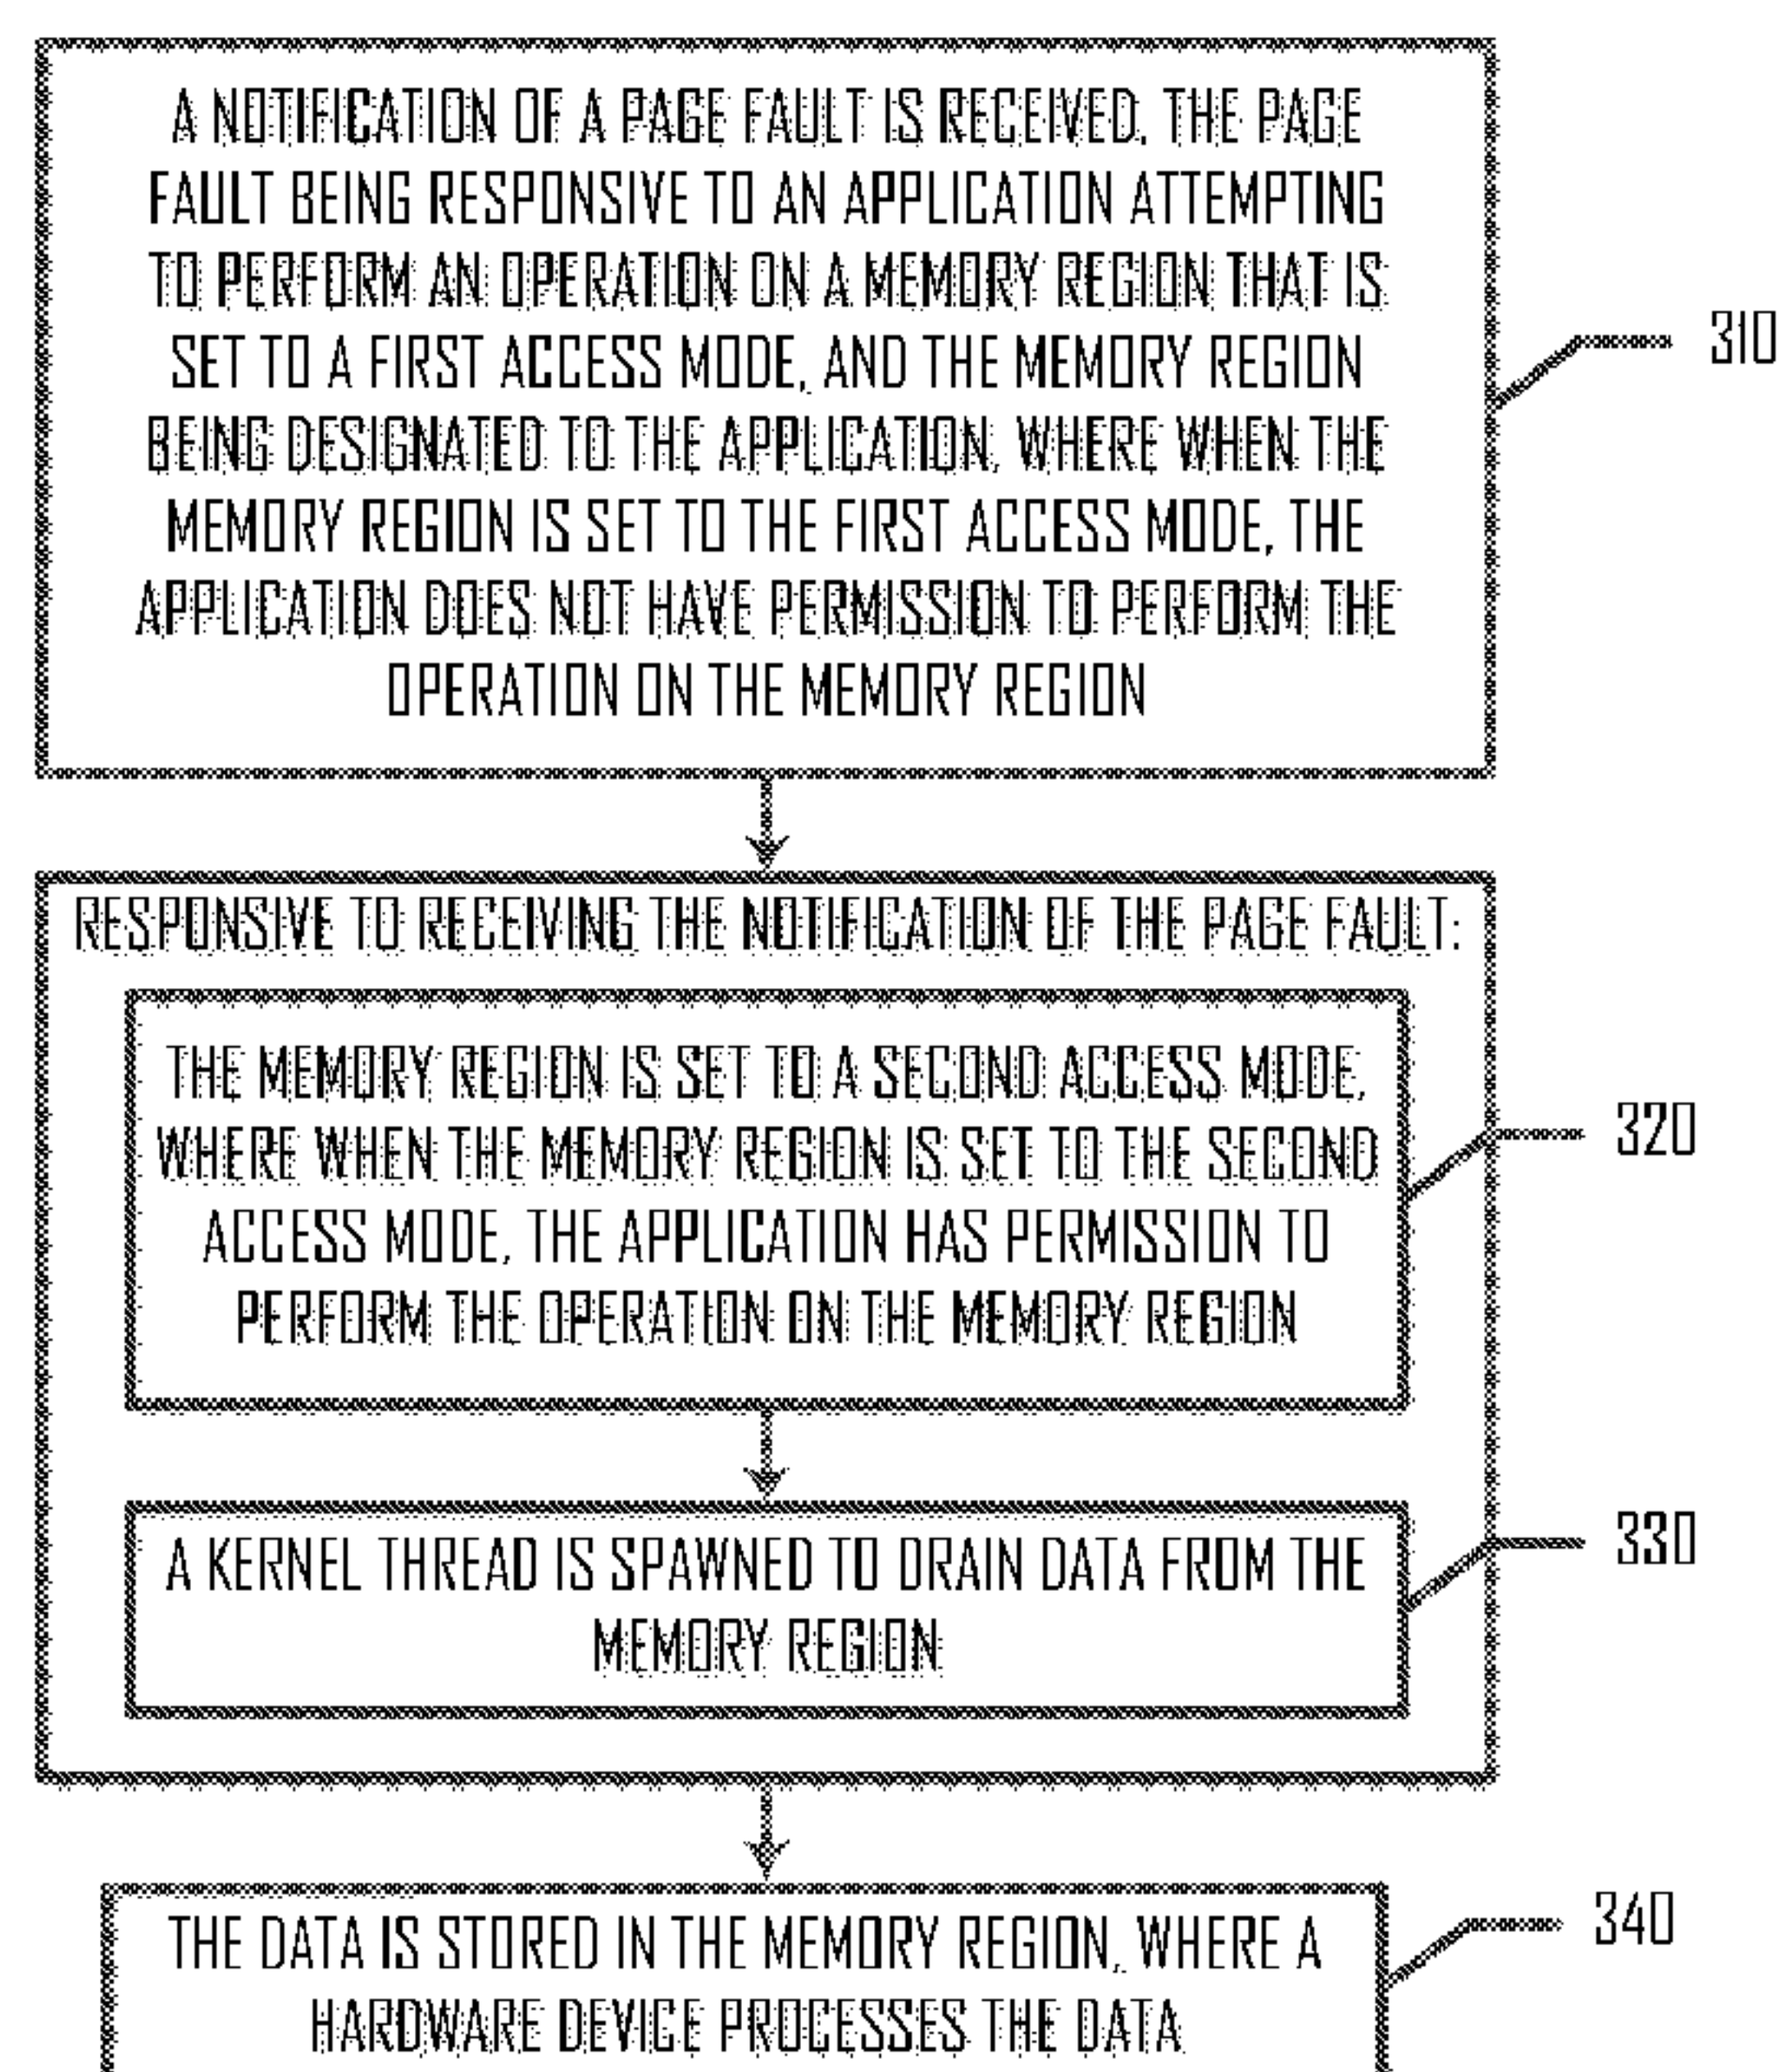 A NOTIFICATION OF A PAGE FAULT IS RECEIVED, THE PAGE
FAULT BEING RESPONSIVE TO AN APPLICATION ATTEMPTING
TO PERFORM AN OPERATION ON A MEMORY REGION THAT IS
SET TO A FIRST ACCESS MODE, AND THE MEMORY REGION
BEING DESIGNATED TO THE APPLICATION, WHERE WHEN THE
MEMORY REGION IS SET TO THE FIRST ACCESS MODE, THE
APPLICATION DOES NOT HAVE PERMISSION TO PERFORM THE
OPERATION ON THE MEMORY REGION
310
RESPONSIVE TO RECEIVING THE NOTIFICATION OF THE PAGE FAULT:
THE MEMORY REGION IS SET TO A SECOND ACCESS MODE,
WHERE WHEN THE MEMORY REGION IS SET TO THE SECOND
ACCESS MODE, THE APPLICATION HAS PERMISSION TO
PERFORM THE OPERATION ON THE MEMORY REGION
320
A KERNEL THREAD IS SPAWNED TO DRAIN DATA FROM THE
MEMORY REGION
330
THE DATA IS STORED IN THE MEMORY REGION, WHERE A
HARDWARE DEVICE PROCESSES THE DATA
340